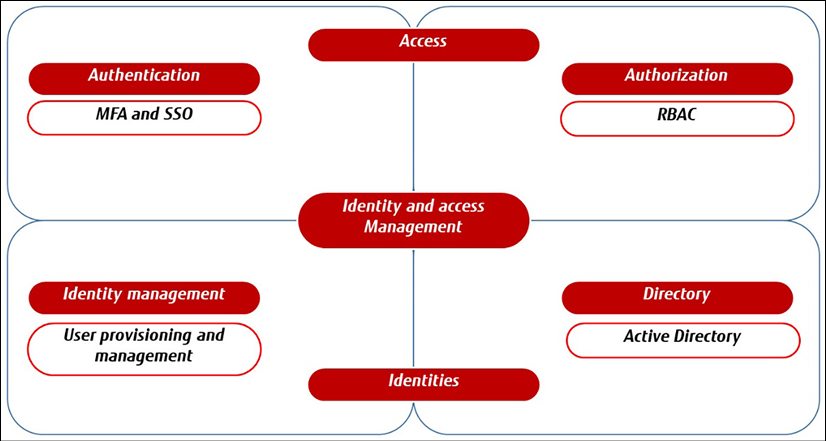 Access
Authentication
Authorization
MFA and SSO
RBAC
Identity and access
Management
Identity management
Directory
User provisioning and
management
Active Directory
Identities